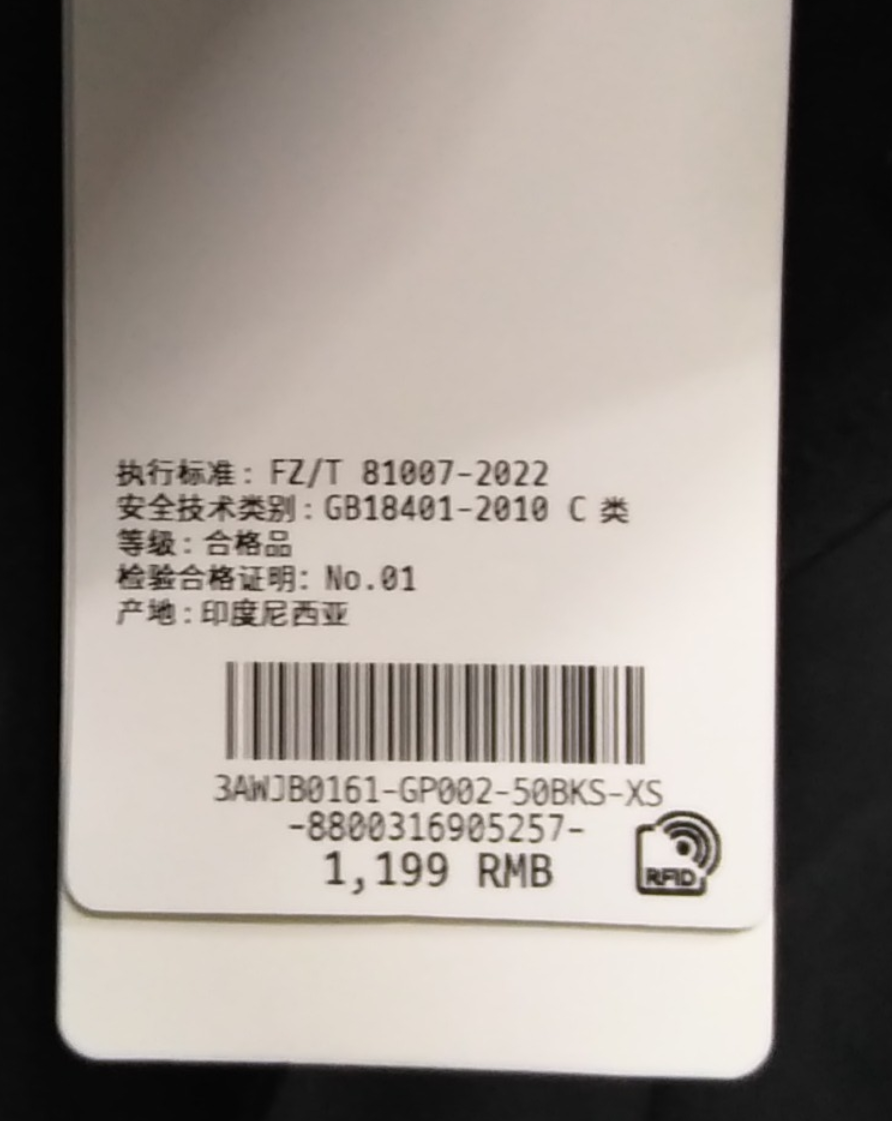 执行标准: FZ/T 81007-2022
安全技术类别: GB18401-2010 C 类
等级: 合格品
检验合格证明: No.01
产地: 印度尼西亚
3AWJB0161-GP002-50BKS-XS
-8800316905257-
1,199 RMB
RFID